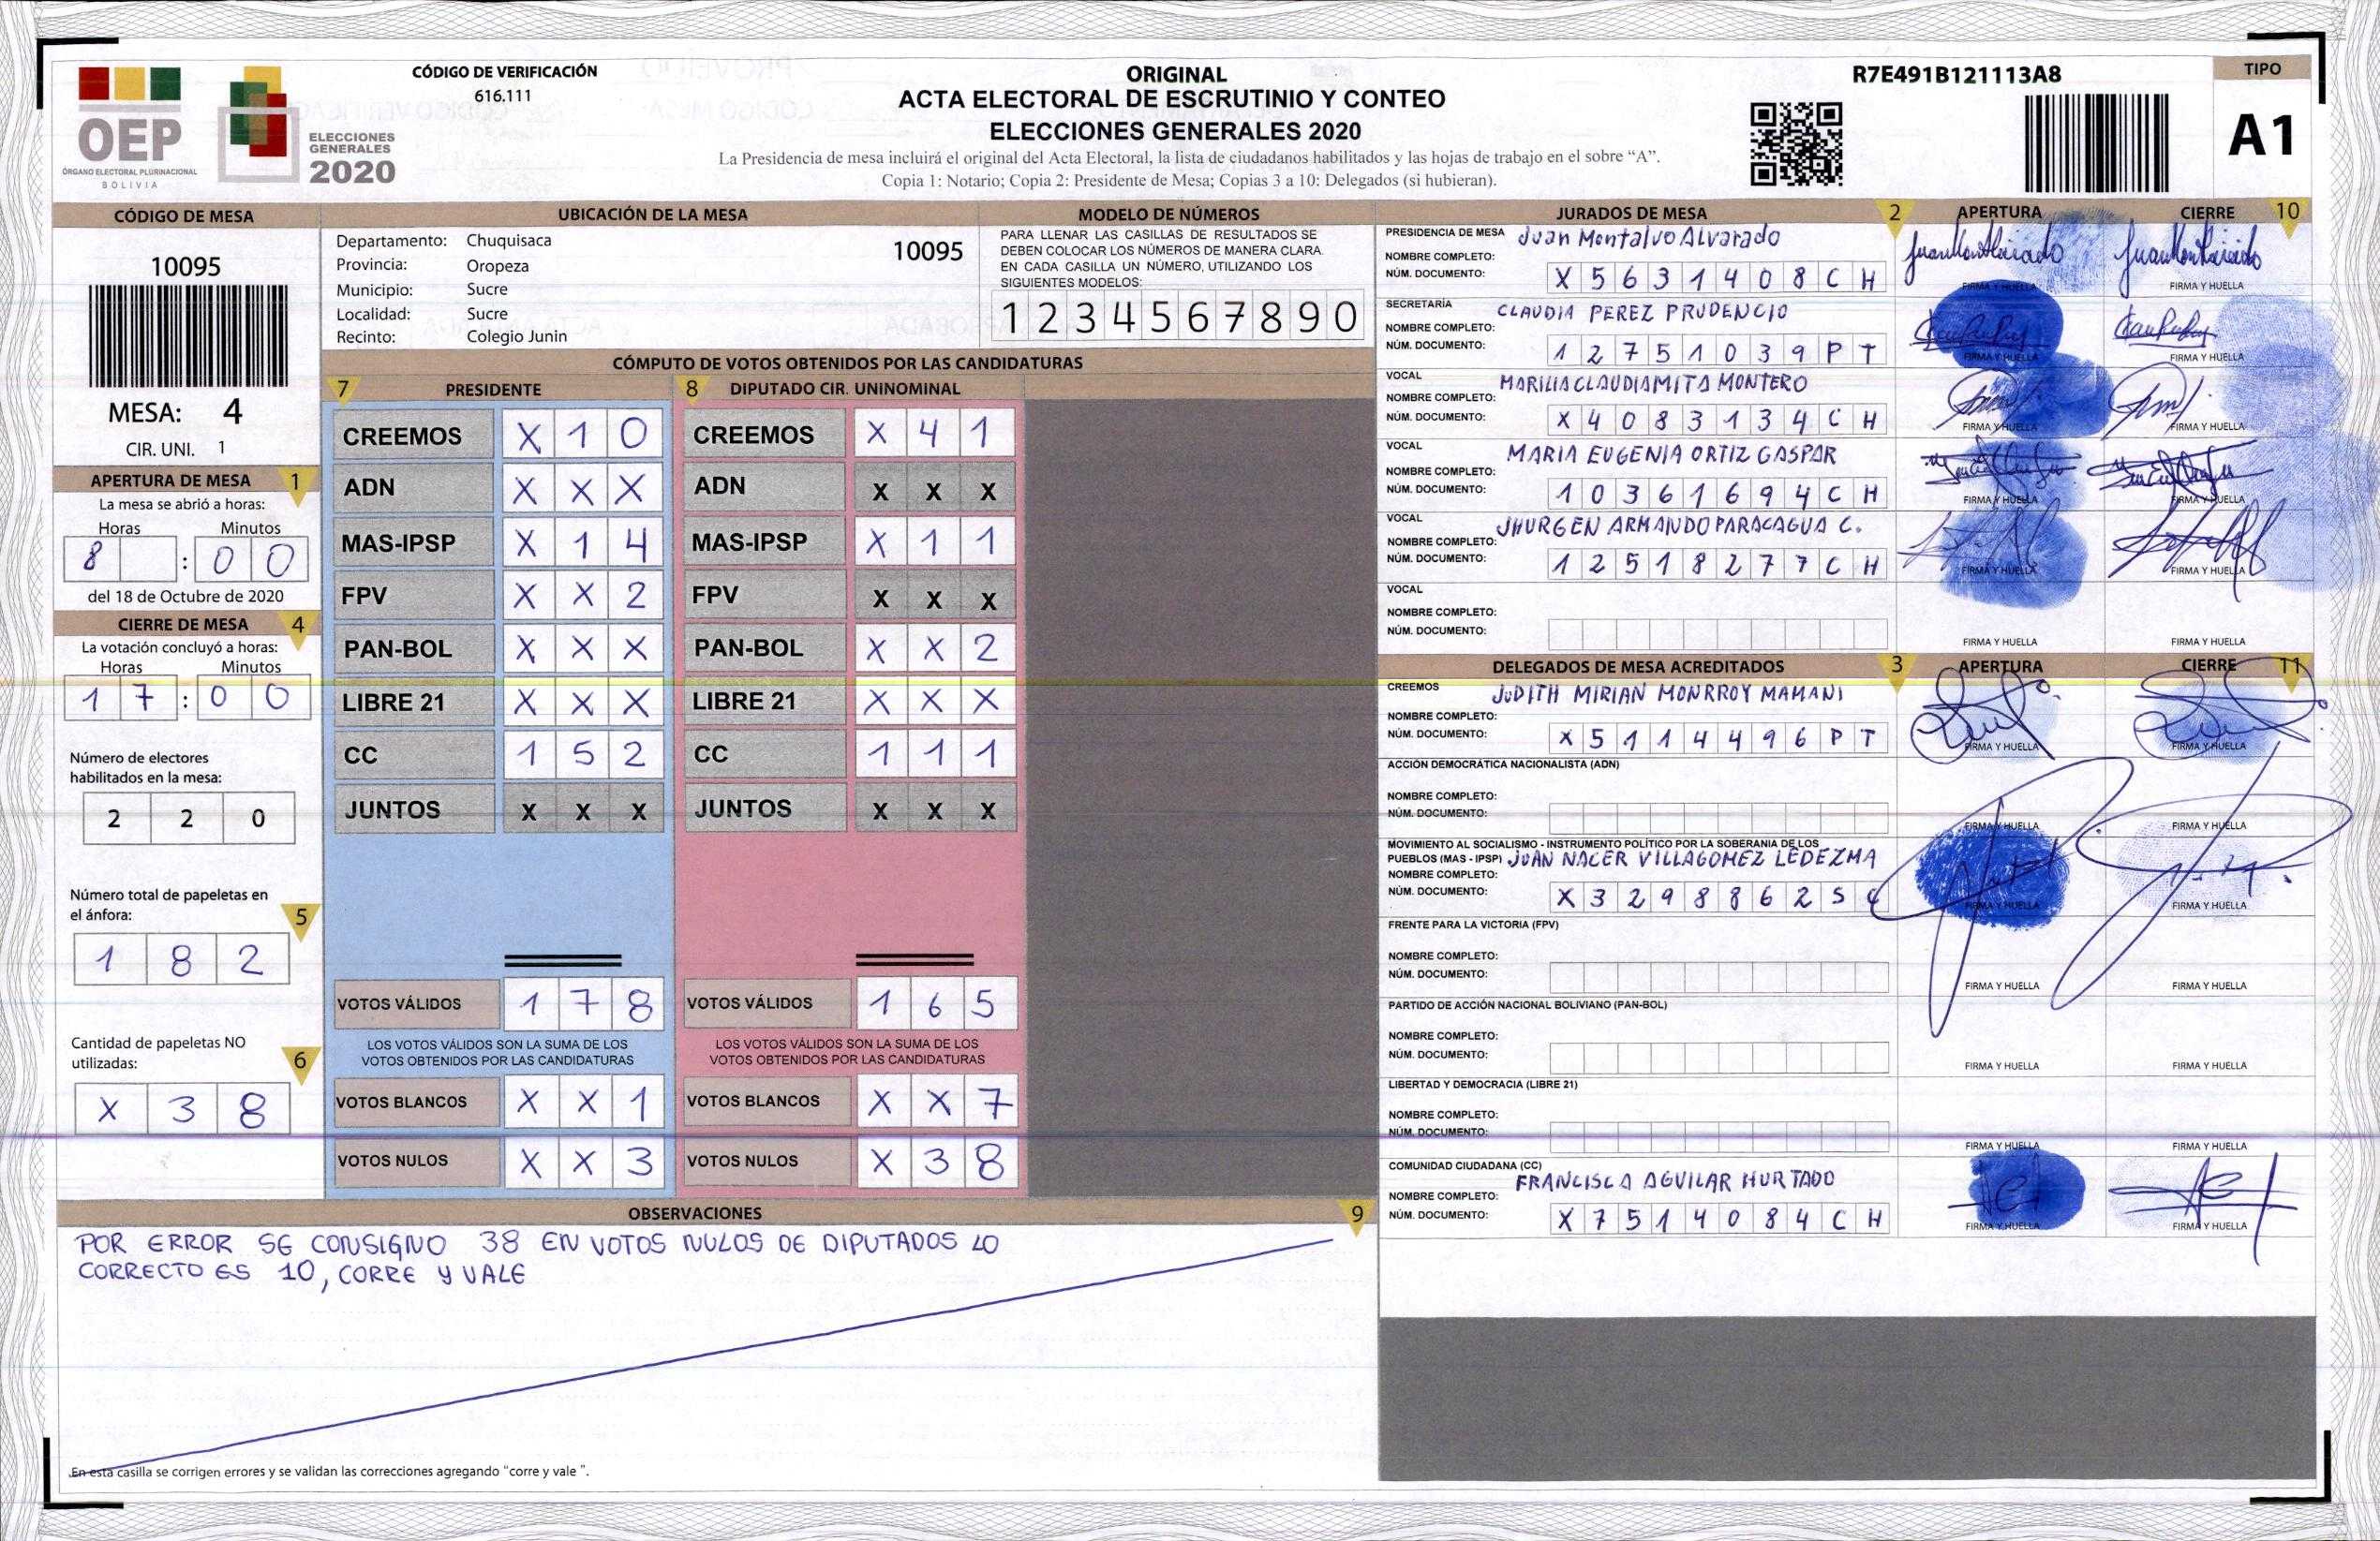 CÓDIGO DE VERIFICACIÓN
616.111
OEP
ÓRGANO ELECTORAL PLURINACIONAL
BOLIVIA
ELECCIONES
GENERALES
2020
ORIGINAL
ACTA ELECTORAL DE ESCRUTINIO Y CONTEO
ELECCIONES GENERALES 2020
La Presidencia de mesa incluirá el original del Acta Electoral, la lista de ciudadanos habilitados y las hojas de trabajo en el sobre “A”.
Copia 1: Notario; Copia 2: Presidente de Mesa; Copias 3 a 10: Delegados (si hubieran).
R7E491B121113A8
TIPO
A1
CÓDIGO DE MESA
10095
MESA: 4
CIR. UNI. 1
APERTURA DE MESA 1
La mesa se abrió a horas:
Horas Minutos
8 : 0 0
del 18 de Octubre de 2020
CIERRE DE MESA 4
La votación concluyó a horas:
Horas Minutos
1 7 : 0 0
Número de electores
habilitados en la mesa:
2 2 0
Número total de papeletas en
el ánfora: 5
1 8 2
Cantidad de papeletas NO
utilizadas: 6
X 3 8
UBICACIÓN DE LA MESA
Departamento: Chuquisaca
10095
Provincia: Oropeza
Municipio: Sucre
Localidad: Sucre
Recinto: Colegio Junin
MODELO DE NÚMEROS
PARA LLENAR LAS CASILLAS DE RESULTADOS SE
DEBEN COLOCAR LOS NÚMEROS DE MANERA CLARA.
EN CADA CASILLA UN NÚMERO, UTILIZANDO LOS
SIGUIENTES MODELOS:
1 2 3 4 5 6 7 8 9 0
CÓMPUTO DE VOTOS OBTENIDOS POR LAS CANDIDATURAS
7 PRESIDENTE 8 DIPUTADO CIR. UNINOMINAL
CREEMOS X 1 0 CREEMOS X 4 1
ADN X X X ADN X X X
MAS-IPSP X 1 4 MAS-IPSP X 1 1
FPV X X 2 FPV X X X
PAN-BOL X X X PAN-BOL X X 2
LIBRE 21 X X X LIBRE 21 X X X
CC 1 5 2 CC 1 1 1
JUNTOS X X X JUNTOS X X X
VOTOS VÁLIDOS 1 7 8 VOTOS VÁLIDOS 1 6 5
LOS VOTOS VÁLIDOS SON LA SUMA DE LOS LOS VOTOS VÁLIDOS SON LA SUMA DE LOS
VOTOS OBTENIDOS POR LAS CANDIDATURAS VOTOS OBTENIDOS POR LAS CANDIDATURAS
VOTOS BLANCOS X X 1 VOTOS BLANCOS X X 7
VOTOS NULOS X X 3 VOTOS NULOS X 3 8
OBSERVACIONES 9
POR ERROR SE CONSIGNO 38 EN VOTOS NULOS DE DIPUTADOS LO
CORRECTO ES 10, CORRE Y VALE
En esta casilla se corrigen errores y se validan las correcciones agregando “corre y vale ”.
JURADOS DE MESA 2 APERTURA CIERRE 10
PRESIDENCIA DE MESA Juan Montalvo Alvarado
NOMBRE COMPLETO:
NÚM. DOCUMENTO: X 5 6 3 1 4 0 8 C H
FIRMA Y HUELLA FIRMA Y HUELLA
SECRETARÍA CLAUDIA PEREZ PRUDENCIO
NOMBRE COMPLETO:
NÚM. DOCUMENTO: 1 2 7 5 1 0 3 9 P T
FIRMA Y HUELLA FIRMA Y HUELLA
VOCAL MARILIA CLAUDIA MITA MONTERO
NOMBRE COMPLETO:
NÚM. DOCUMENTO: X 4 0 8 3 1 3 4 C H
FIRMA Y HUELLA FIRMA Y HUELLA
VOCAL MARIA EUGENIA ORTIZ GASPAR
NOMBRE COMPLETO:
NÚM. DOCUMENTO: 1 0 3 6 1 6 9 4 C H
FIRMA Y HUELLA FIRMA Y HUELLA
VOCAL JHURGEN ARMANDO PARACAGUA C.
NOMBRE COMPLETO:
NÚM. DOCUMENTO: 1 2 5 1 8 2 7 7 C H
FIRMA Y HUELLA FIRMA Y HUELLA
VOCAL
NOMBRE COMPLETO:
NÚM. DOCUMENTO:
FIRMA Y HUELLA FIRMA Y HUELLA
DELEGADOS DE MESA ACREDITADOS 3 APERTURA CIERRE 11
CREEMOS JUDITH MIRIAN MONRROY MAMANI
NOMBRE COMPLETO:
NÚM. DOCUMENTO: X 5 1 1 4 4 9 6 P T
FIRMA Y HUELLA FIRMA Y HUELLA
ACCIÓN DEMOCRÁTICA NACIONALISTA (ADN)
NOMBRE COMPLETO:
NÚM. DOCUMENTO:
FIRMA Y HUELLA FIRMA Y HUELLA
MOVIMIENTO AL SOCIALISMO - INSTRUMENTO POLÍTICO POR LA SOBERANIA DE LOS
PUEBLOS (MAS - IPSP) JUAN NACER VILLAGOMEZ LEDEZMA
NOMBRE COMPLETO:
NÚM. DOCUMENTO: X 3 2 9 8 8 6 2 S C
FIRMA Y HUELLA FIRMA Y HUELLA
FRENTE PARA LA VICTORIA (FPV)
NOMBRE COMPLETO:
NÚM. DOCUMENTO:
FIRMA Y HUELLA FIRMA Y HUELLA
PARTIDO DE ACCIÓN NACIONAL BOLIVIANO (PAN-BOL)
NOMBRE COMPLETO:
NÚM. DOCUMENTO:
FIRMA Y HUELLA FIRMA Y HUELLA
LIBERTAD Y DEMOCRACIA (LIBRE 21)
NOMBRE COMPLETO:
NÚM. DOCUMENTO:
FIRMA Y HUELLA FIRMA Y HUELLA
COMUNIDAD CIUDADANA (CC)
FRANCISCA AGUILAR HURTADO
NOMBRE COMPLETO:
NÚM. DOCUMENTO: X 7 5 1 4 0 8 4 C H
FIRMA Y HUELLA FIRMA Y HUELLA